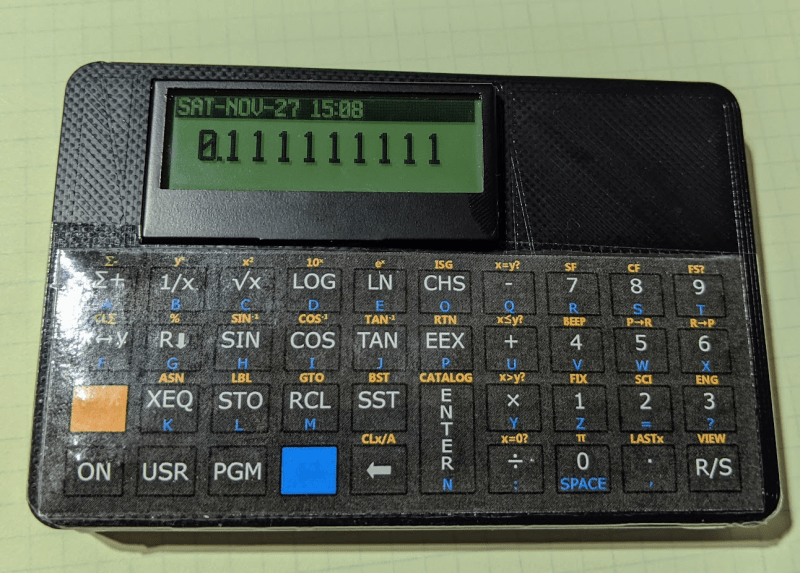 SAT-NOV-27 15:08
0.111111111
Σ- yˣ x² 10ˣ eˣ ISG x=y? SF CF FS?
Σ+ 1/x √x LOG LN CHS - 7 8 9
A B C D E O Q R S T
CLΣ % SIN⁻¹ COS⁻¹ TAN⁻¹ RTN x≤y? BEEP P→R R→P
x↔y R⬇ SIN COS TAN EEX + 4 5 6
F G H I J P U V W X
ASN LBL GTO BST CATALOG x>y? FIX SCI ENG
XEQ STO RCL SST ENTER × 1 2 3
K L M N Y Z = ?
CLx/A x=0? π LASTx VIEW
ON USR PGM ⬅ ÷ 0 . R/S
: SPACE ,